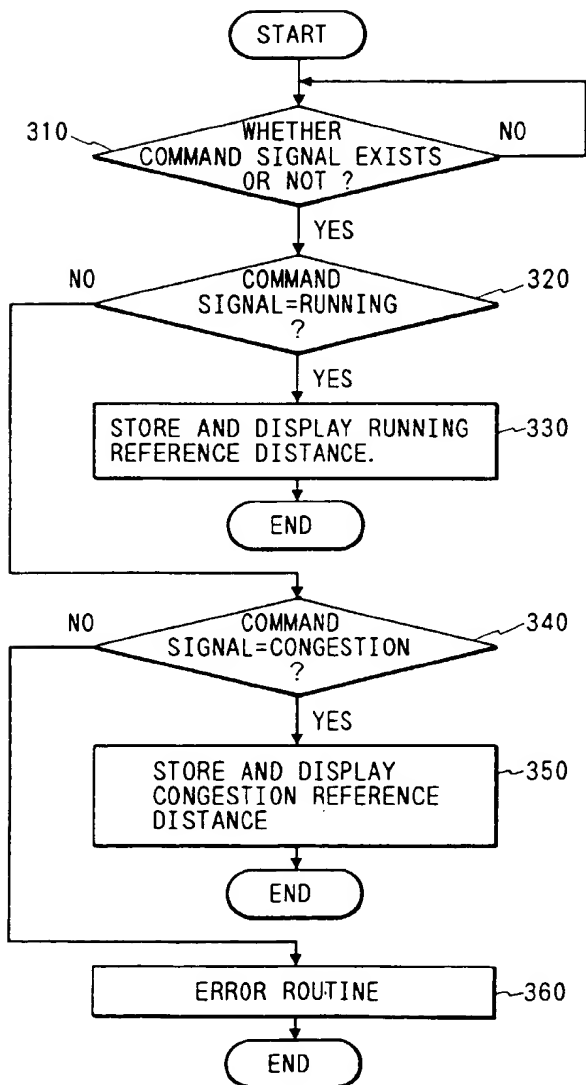 START
310
WHETHER
COMMAND SIGNAL EXISTS
OR NOT ?
NO
YES
NO
COMMAND
SIGNAL=RUNNING
?
320
YES
STORE AND DISPLAY RUNNING
REFERENCE DISTANCE.
330
END
NO
COMMAND
SIGNAL=CONGESTION
?
340
YES
STORE AND DISPLAY
CONGESTION REFERENCE
DISTANCE
350
END
ERROR ROUTINE
360
END